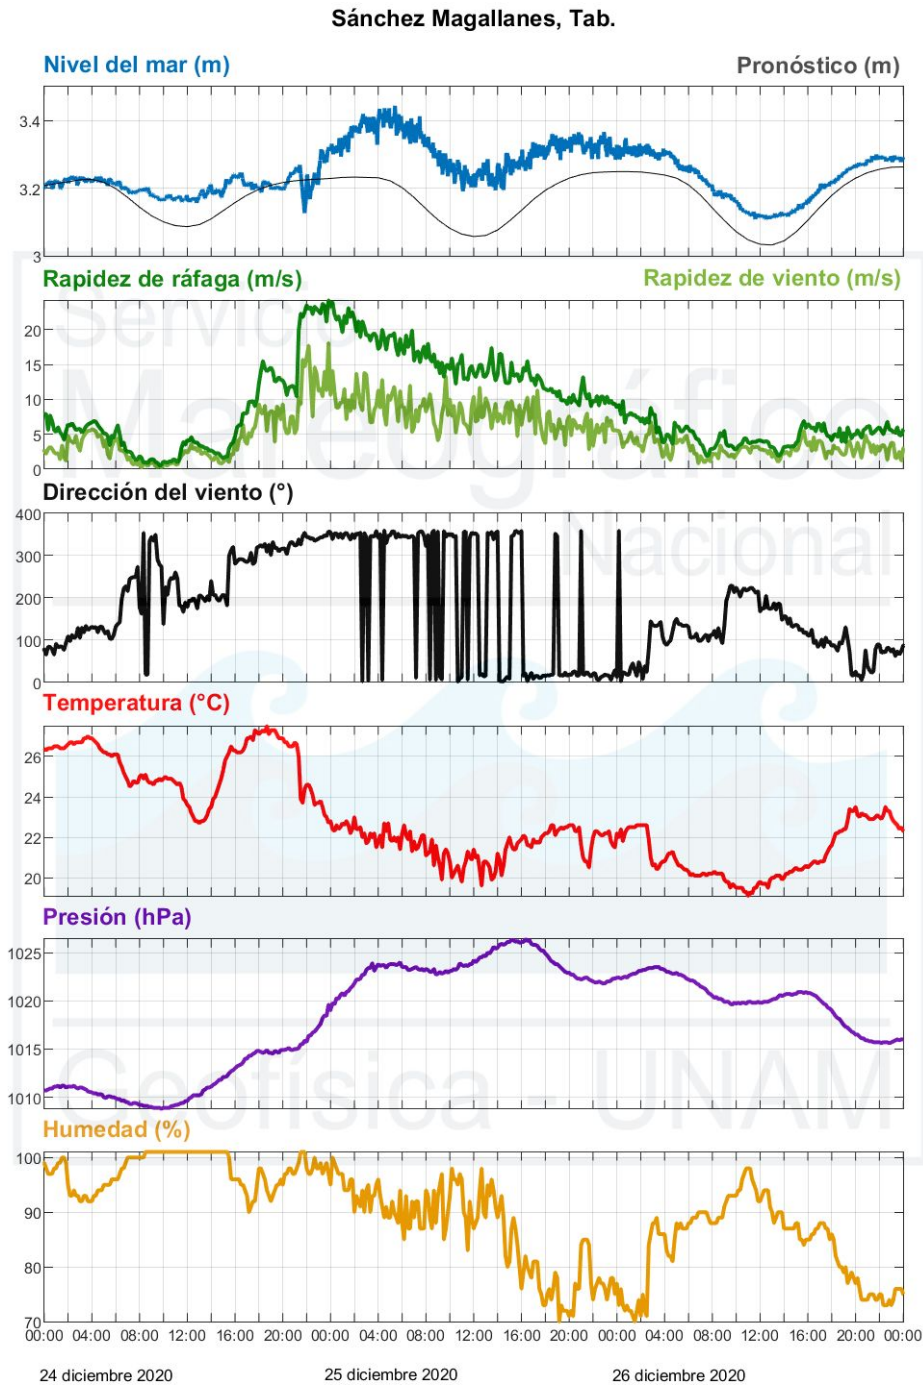 Sánchez Magallanes, Tab.
Nivel del mar (m) Pronóstico (m)
3.4
3.2
3
Rapidez de ráfaga (m/s) Rapidez de viento (m/s)
Servicio
20
15
10
5
0
Mareográfico
Dirección del viento (°)
Nacional
400
300
200
100
0
Temperatura (°C)
26
24
22
20
Presión (hPa)
1025
1020
1015
1010
Geofísica - UNAM
Humedad (%)
100
90
80
70
00:00 04:00 08:00 12:00 16:00 20:00 00:00 04:00 08:00 12:00 16:00 20:00 00:00 04:00 08:00 12:00 16:00 20:00 00:00
24 diciembre 2020 25 diciembre 2020 26 diciembre 2020